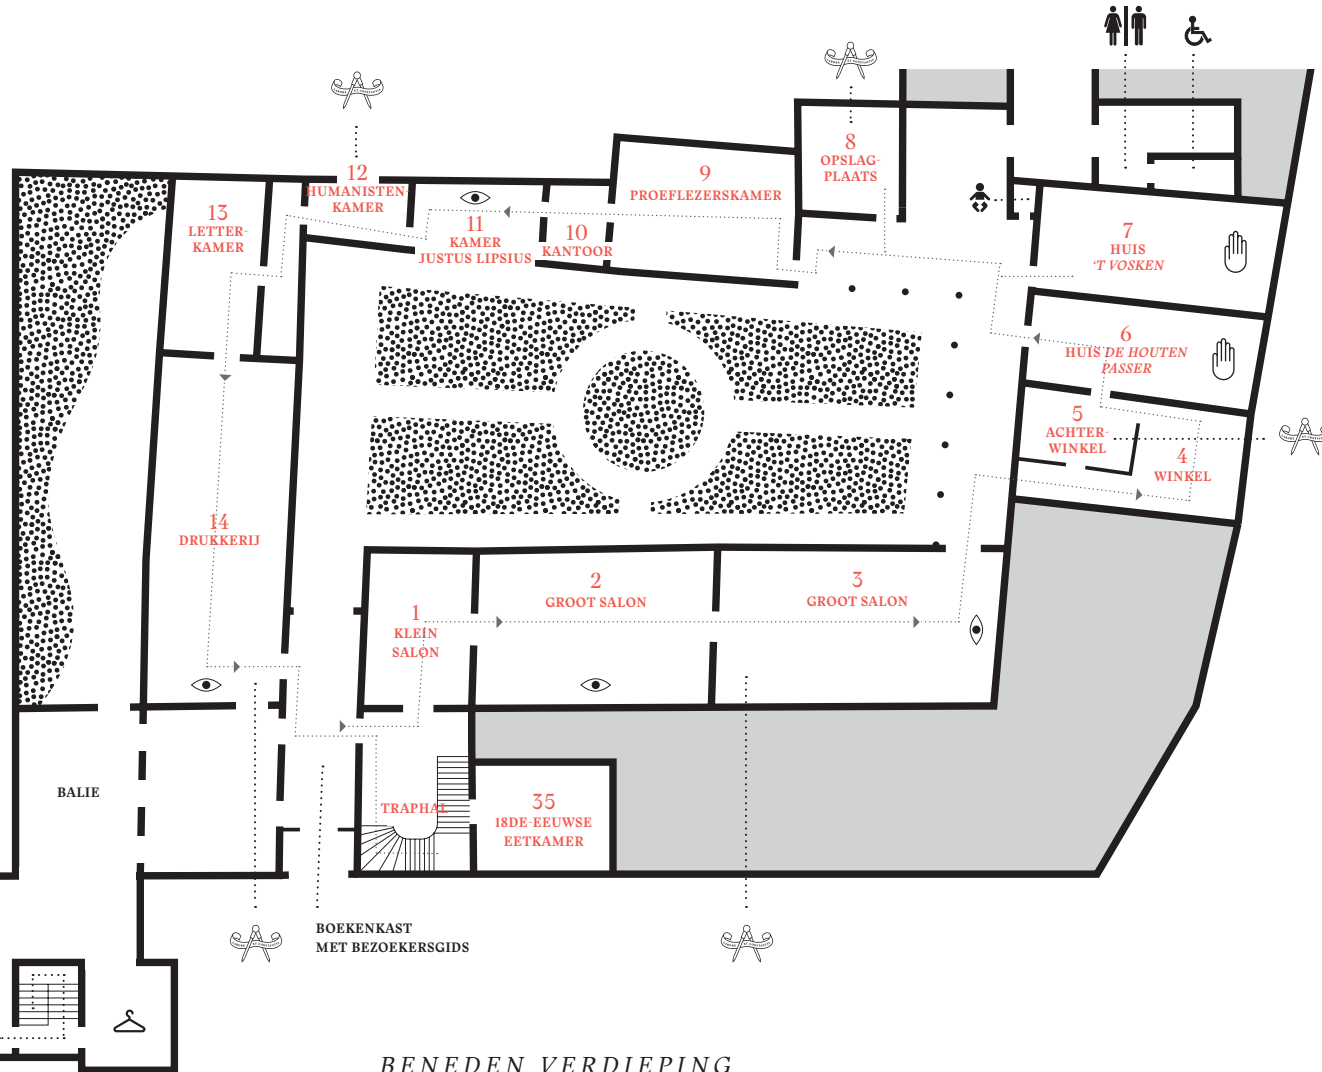 8
OPSLAG-
PLAATS
12
HUMANISTEN-
KAMER
9
PROEFLEZERSKAMER
13
LETTER-
KAMER
11
KAMER
JUSTUS LIPSIUS
10
KANTOOR
7
HUIS
'T VOSKEN
6
HUIS DE HOUTEN
PASSER
5
ACHTER-
WINKEL
4
WINKEL
14
DRUKKERIJ
1
KLEIN
SALON
2
GROOT SALON
3
GROOT SALON
BALIE
TRAPHAL
35
18DE-EEUWSE
EETKAMER
BOEKENKAST
MET BEZOEKERSGIDS
BENEDEN VERDIEPING